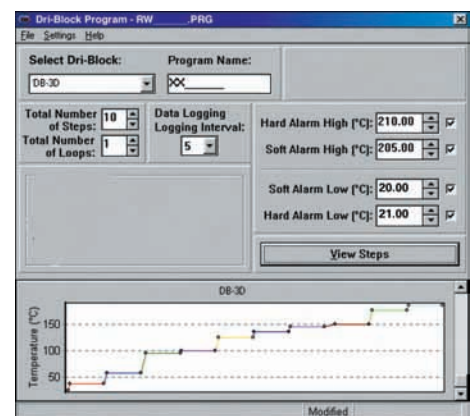 Dri-Block Program - RW______.PRG
File Settings Help
Select Dri-Block:
DB-3D
Program Name:
XX______
Total Number of Steps: 10
Total Number of Loops: 1
Data Logging
Logging Interval:
5
Hard Alarm High [°C]: 210.00
Soft Alarm High [°C]: 205.00
Soft Alarm Low [°C]: 20.00
Hard Alarm Low [°C]: 21.00
View Steps
DB-3D
Temperature (°C)
150
100
50
Modified